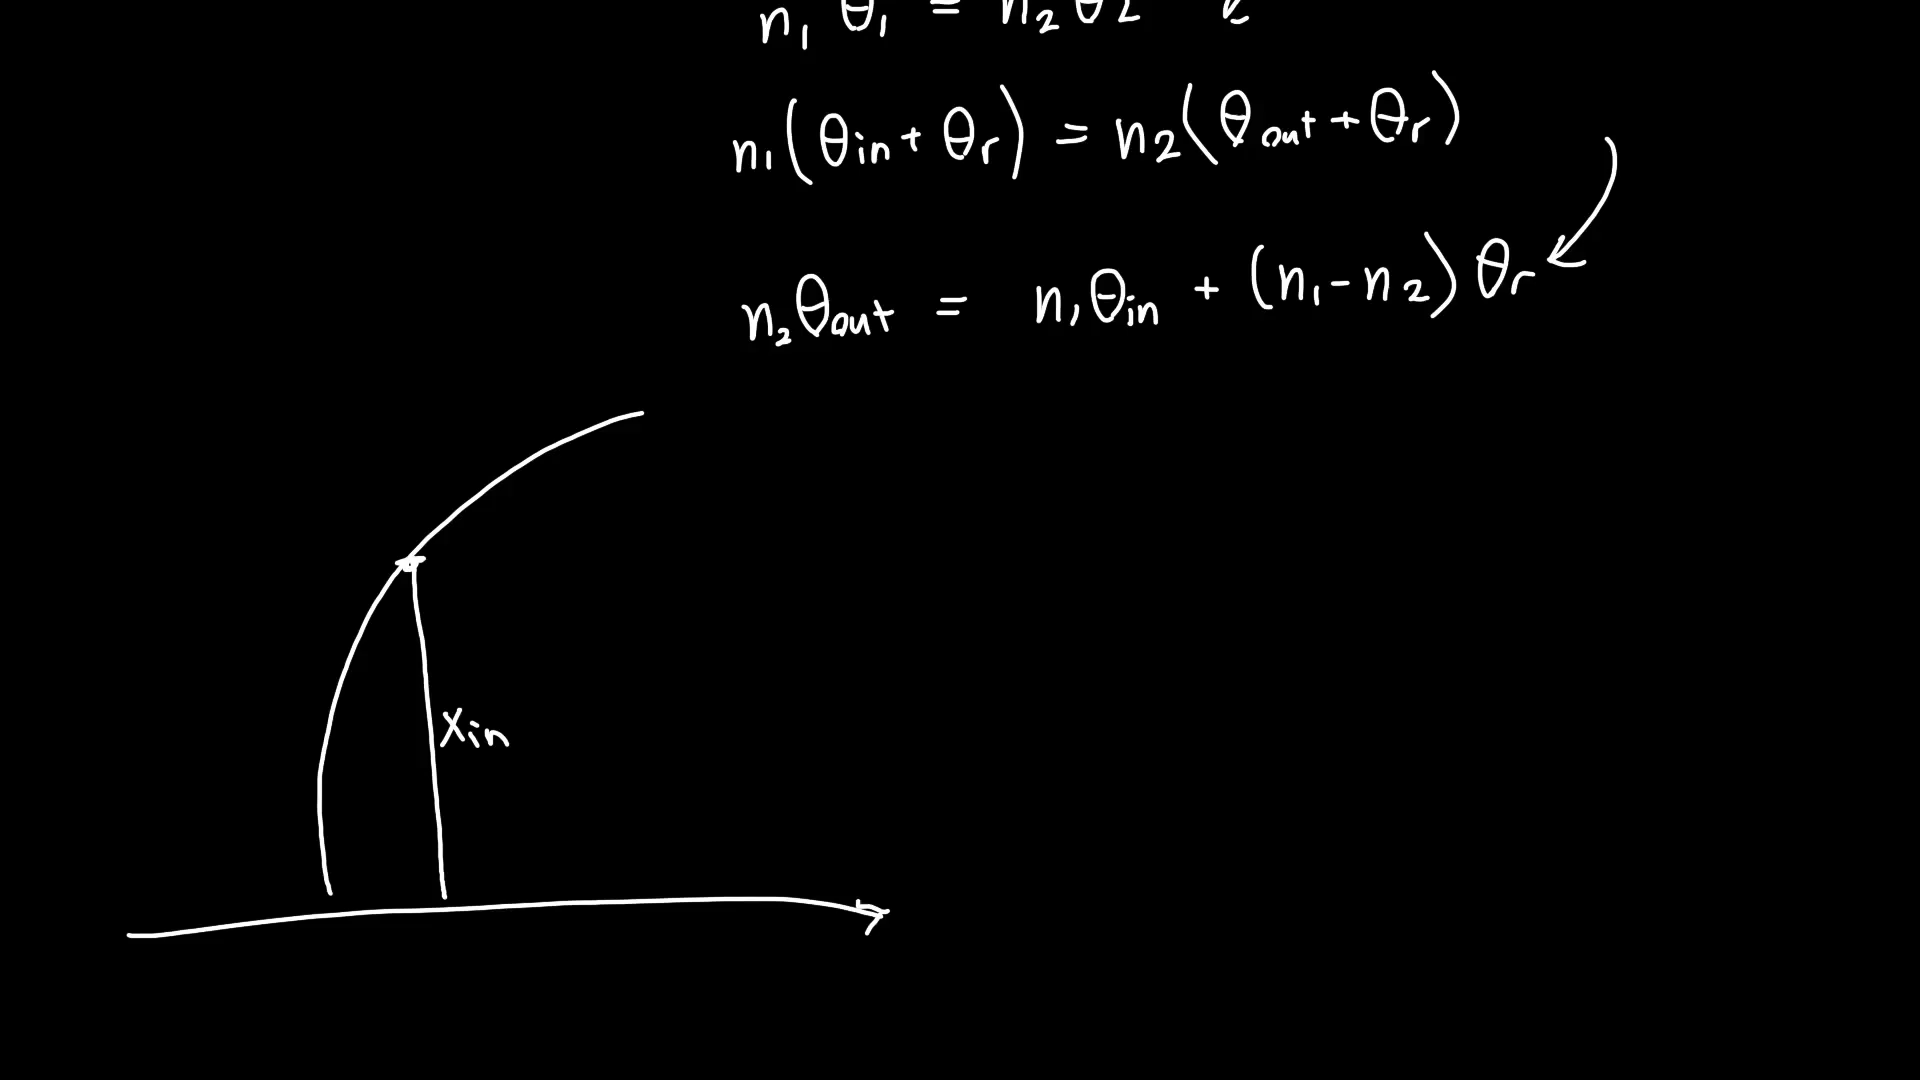 n₁ θ₁ = n₂ θ₂
n₁(θin + θr) = n₂(θout + θr)
n₂θout = n₁θin + (n₁-n₂)θr
xin